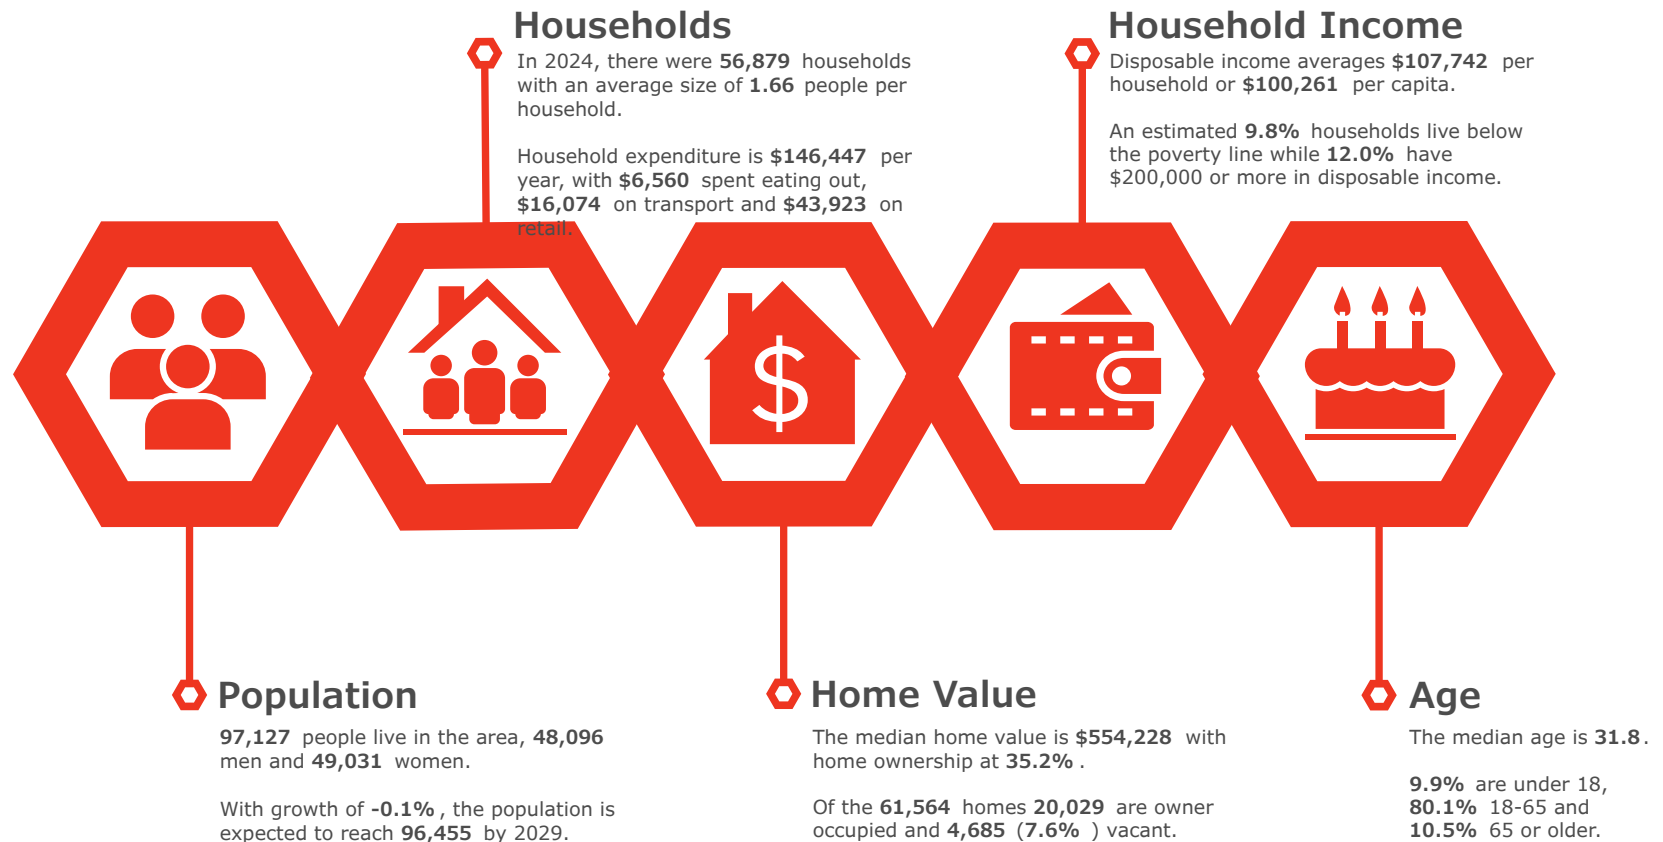 Households
In 2024, there were 56,879 households
with an average size of 1.66 people per
household.
Household expenditure is $146,447 per
year, with $6,560 spent eating out,
$16,074 on transport and $43,923 on
retail.
Household Income
Disposable income averages $107,742 per
household or $100,261 per capita.
An estimated 9.8% households live below
the poverty line while 12.0% have
$200,000 or more in disposable income.
$
Population
97,127 people live in the area, 48,096
men and 49,031 women.
With growth of -0.1% , the population is
expected to reach 96,455 by 2029.
Home Value
The median home value is $554,228 with
home ownership at 35.2% .
Of the 61,564 homes 20,029 are owner
occupied and 4,685 (7.6% ) vacant.
Age
The median age is 31.8 .
9.9% are under 18,
80.1% 18-65 and
10.5% 65 or older.